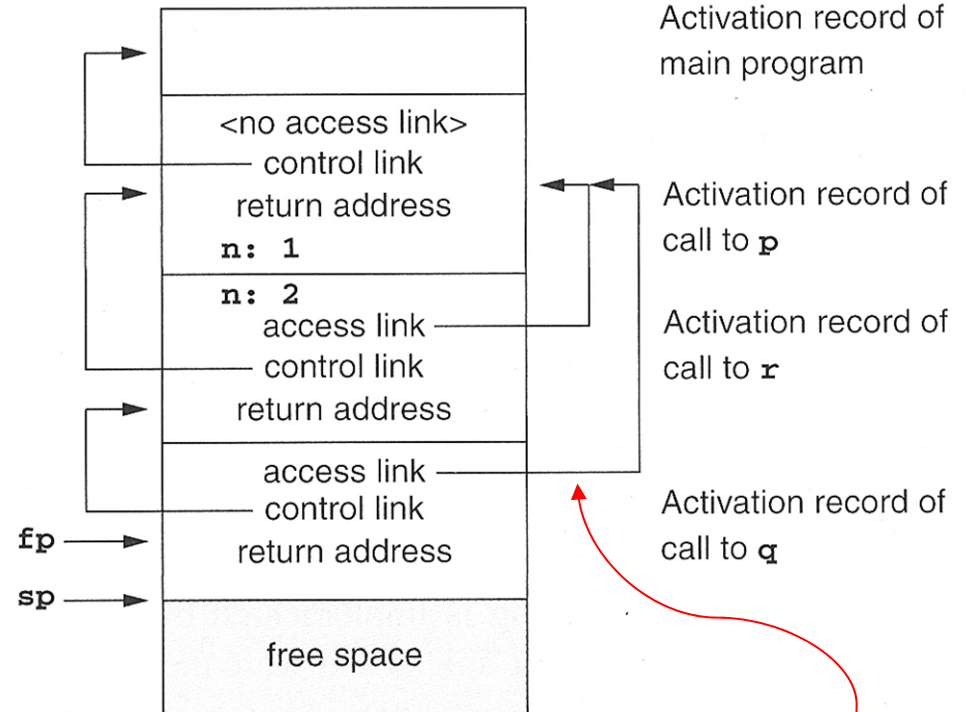 Activation record of
main program
<no access link>
control link
return address
n: 1
Activation record of
call to p
n: 2
access link
control link
return address
Activation record of
call to r
access link
control link
return address
Activation record of
call to q
fp
sp
free space